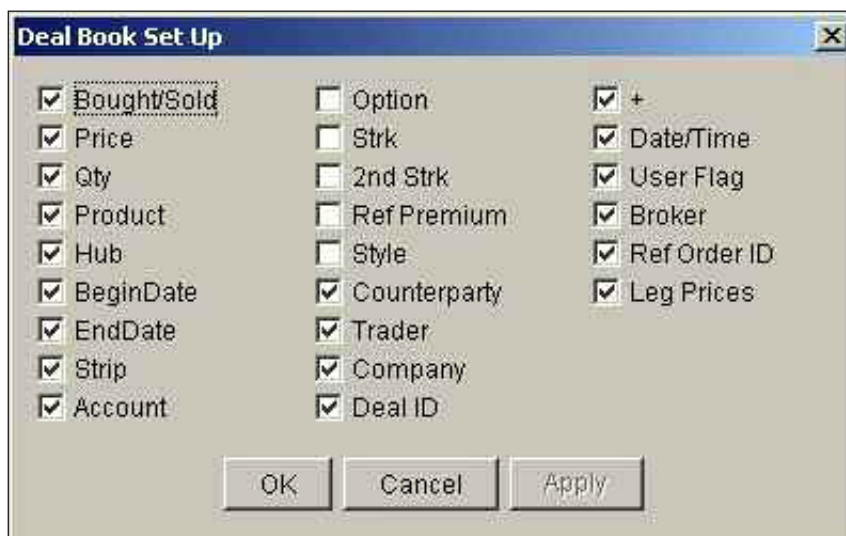 Deal Book Set Up
Bought/Sold
Price
Qty
Product
Hub
BeginDate
EndDate
Strip
Account
Option
Strk
2nd Strk
Ref Premium
Style
Counterparty
Trader
Company
Deal ID
+
Date/Time
User Flag
Broker
Ref Order ID
Leg Prices
OK Cancel Apply